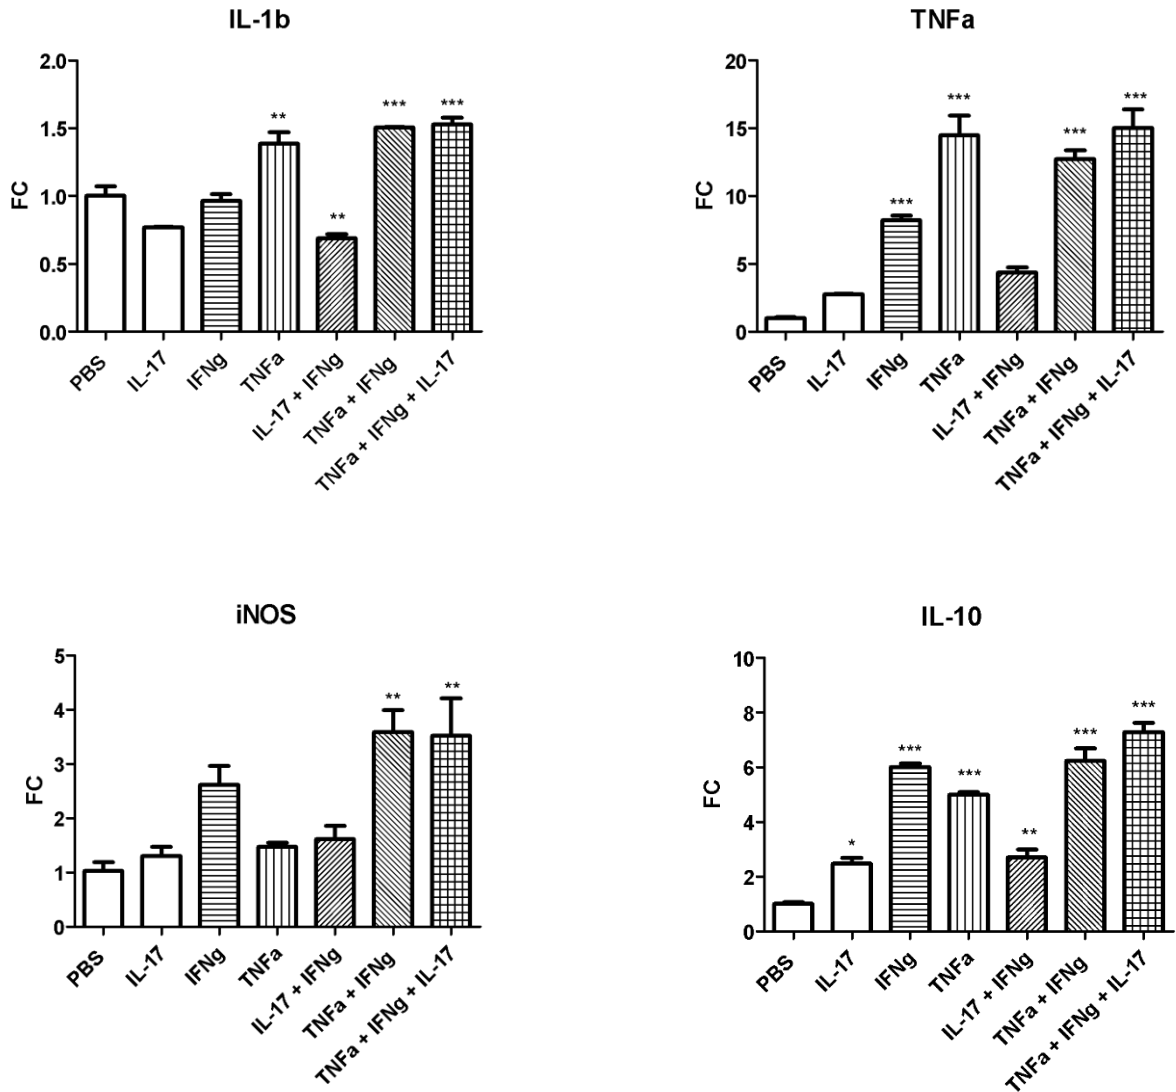 IL-1b
2.0
1.5
1.0
0.5
0.0
FC
**
***
***
**
PBS
IL-17
IFNg
TNFa
IL-17 + IFNg
TNFa + IFNg
TNFa + IFNg + IL-17
TNFa
20
15
10
5
0
FC
***
***
***
***
PBS
IL-17
IFNg
TNFa
IL-17 + IFNg
TNFa + IFNg
TNFa + IFNg + IL-17
iNOS
5
4
3
2
1
0
FC
**
**
PBS
IL-17
IFNg
TNFa
IL-17 + IFNg
TNFa + IFNg
TNFa + IFNg + IL-17
IL-10
10
8
6
4
2
0
FC
*
***
***
**
***
***
PBS
IL-17
IFNg
TNFa
IL-17 + IFNg
TNFa + IFNg
TNFa + IFNg + IL-17